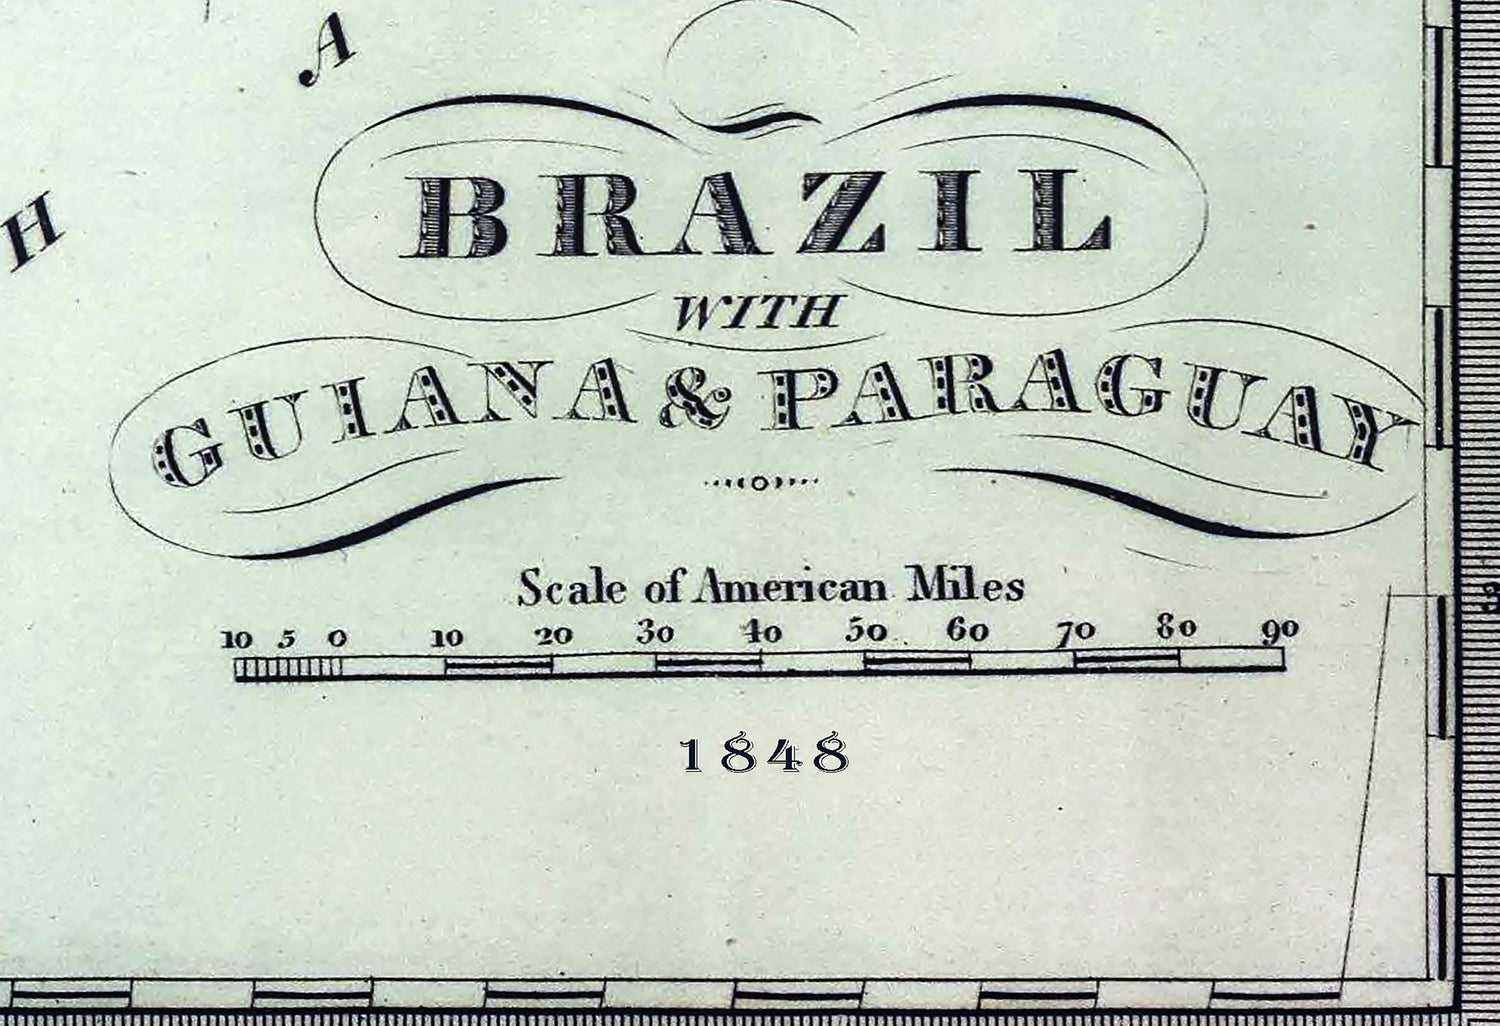 A
H
BRAZIL
WITH
GUIANA & PARAGUAY
Scale of American Miles
10 5 0 10 20 30 40 50 60 70 80 90
1848